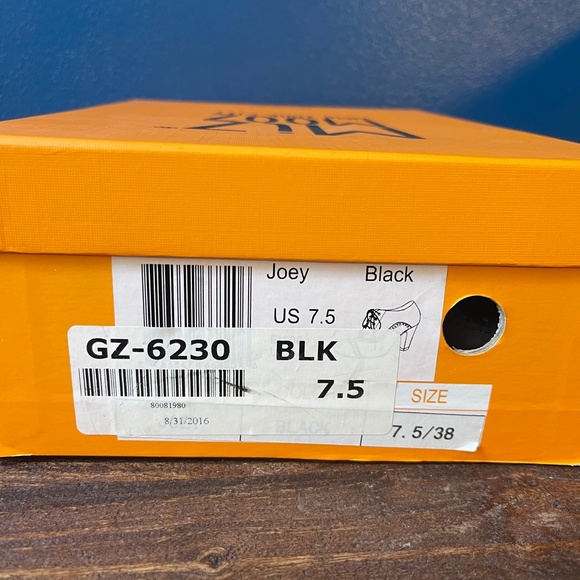 Joey Black
US 7.5
GZ-6230 BLK
7.5
80081980
8/31/2016
SIZE
BLACK
7.5/38